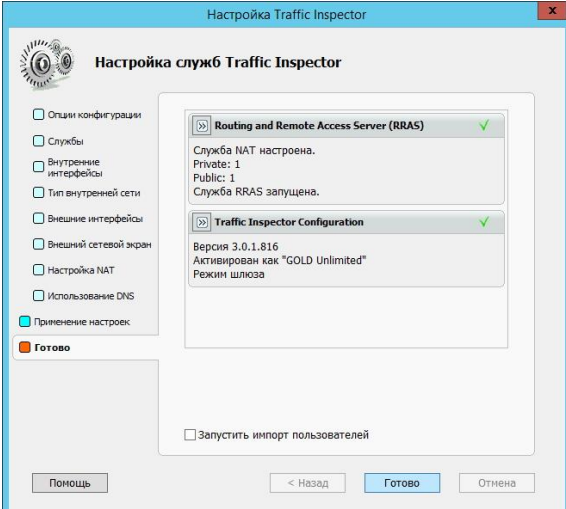 Настройка Traffic Inspector
x
Настройка служб Traffic Inspector
Опции конфигурации
Службы
Внутренние
интерфейсы
Тип внутренней сети
Внешние интерфейсы
Внешний сетевой экран
Настройка NAT
Использование DNS
Применение настроек
Готово
Routing and Remote Access Server (RRAS)
Служба NAT настроена.
Private: 1
Public: 1
Служба RRAS запущена.
Traffic Inspector Configuration
Версия 3.0.1.816
Активирован как "GOLD Unlimited"
Режим шлюза
Запустить импорт пользователей
Помощь
< Назад
Готово
Отмена